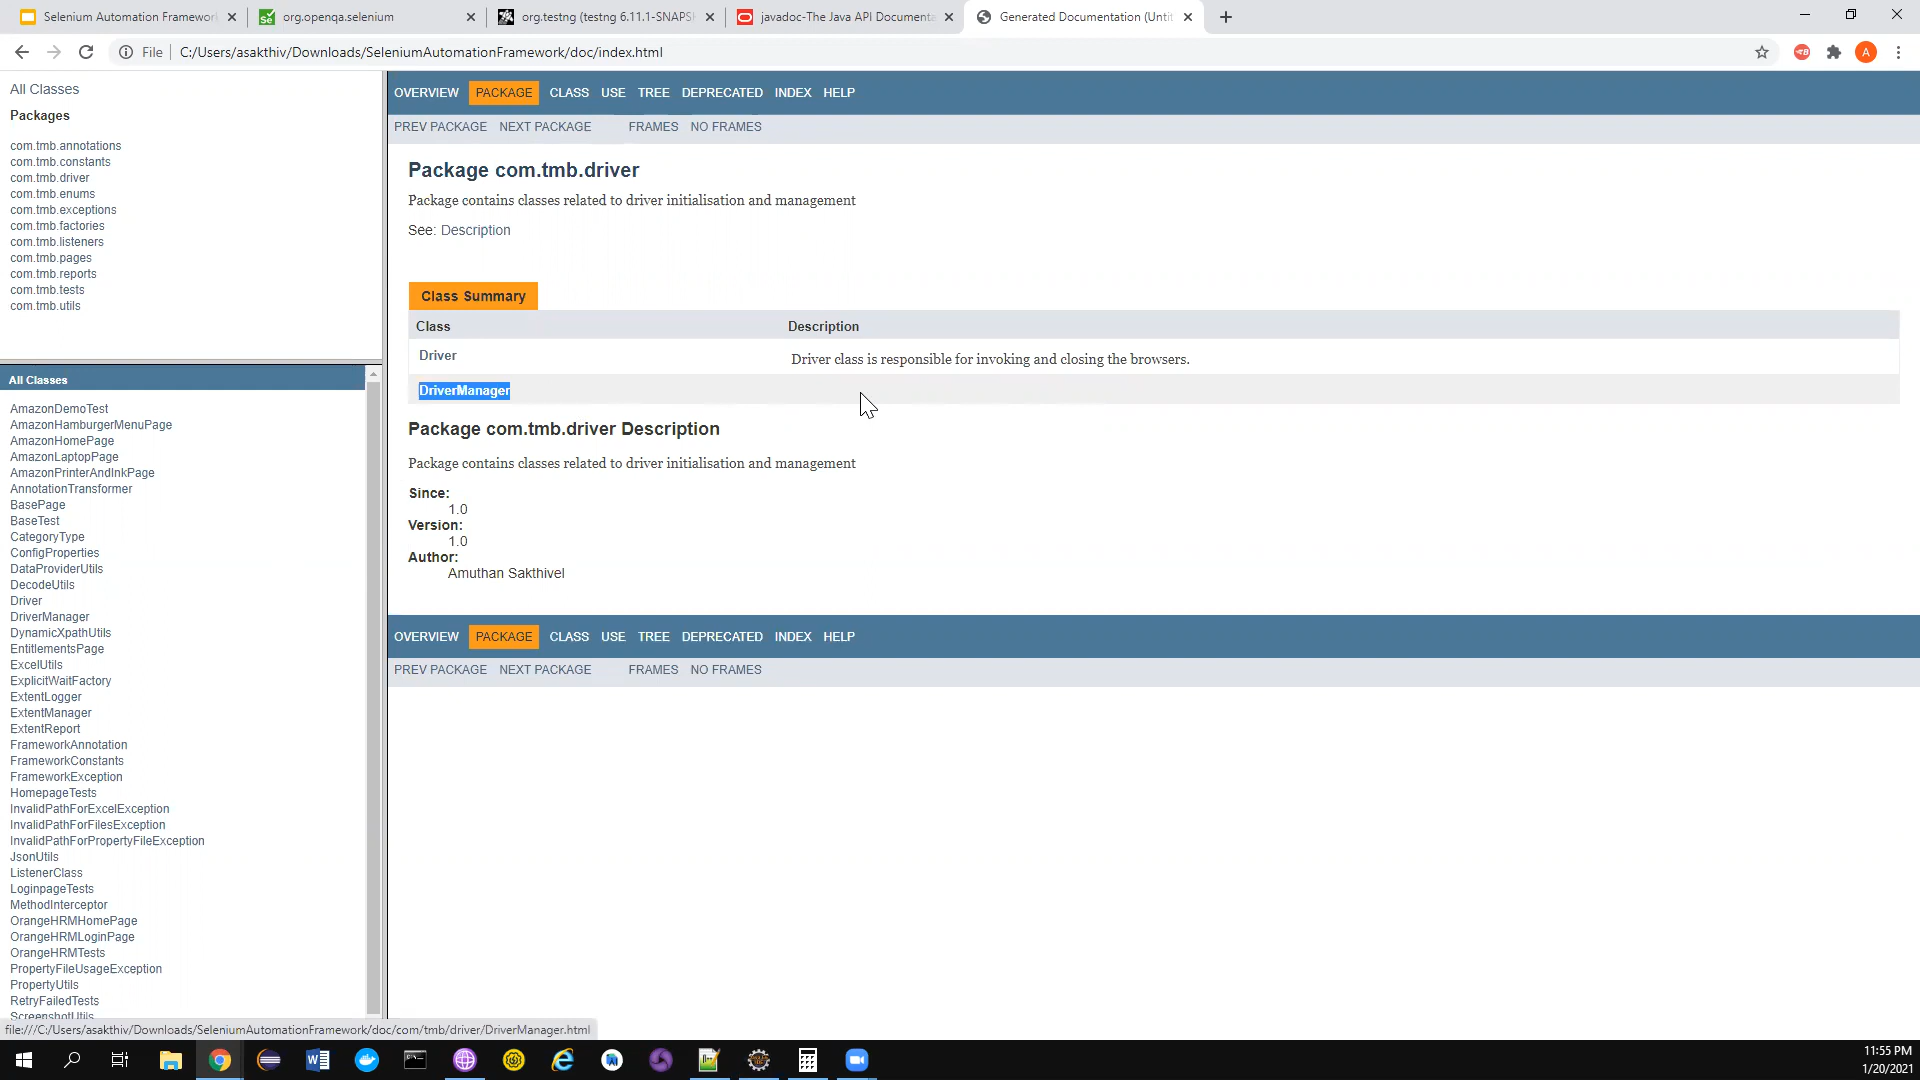 Selenium Automation Framework
org.openqa.selenium
org.testng (testng 6.11.1-SNAPSH
javadoc-The Java API Documenta
Generated Documentation (Untit
File
C:/Users/asakthiv/Downloads/SeleniumAutomationFramework/doc/index.html
A
All Classes
Packages
com.tmb.annotations
com.tmb.constants
com.tmb.driver
com.tmb.enums
com.tmb.exceptions
com.tmb.factories
com.tmb.listeners
com.tmb.pages
com.tmb.reports
com.tmb.tests
com.tmb.utils
All Classes
AmazonDemoTest
AmazonHamburgerMenuPage
AmazonHomePage
AmazonLaptopPage
AmazonPrinterAndInkPage
AnnotationTransformer
BasePage
BaseTest
CategoryType
ConfigProperties
DataProviderUtils
DecodeUtils
Driver
DriverManager
DynamicXpathUtils
EntitlementsPage
ExcelUtils
ExplicitWaitFactory
ExtentLogger
ExtentManager
ExtentReport
FrameworkAnnotation
FrameworkConstants
FrameworkException
HomepageTests
InvalidPathForExcelException
InvalidPathForFilesException
InvalidPathForPropertyFileException
JsonUtils
ListenerClass
LoginpageTests
MethodInterceptor
OrangeHRMHomePage
OrangeHRMLoginPage
OrangeHRMTests
PropertyFileUsageException
PropertyUtils
RetryFailedTests
ScreenshotUtils
OVERVIEW PACKAGE CLASS USE TREE DEPRECATED INDEX HELP
PREV PACKAGE NEXT PACKAGE FRAMES NO FRAMES
Package com.tmb.driver
Package contains classes related to driver initialisation and management
See: Description
Class Summary
Class Description
Driver Driver class is responsible for invoking and closing the browsers.
DriverManager
Package com.tmb.driver Description
Package contains classes related to driver initialisation and management
Since:
1.0
Version:
1.0
Author:
Amuthan Sakthivel
OVERVIEW PACKAGE CLASS USE TREE DEPRECATED INDEX HELP
PREV PACKAGE NEXT PACKAGE FRAMES NO FRAMES
file:///C:/Users/asakthiv/Downloads/SeleniumAutomationFramework/doc/com/tmb/driver/DriverManager.html
11:55 PM
1/20/2021